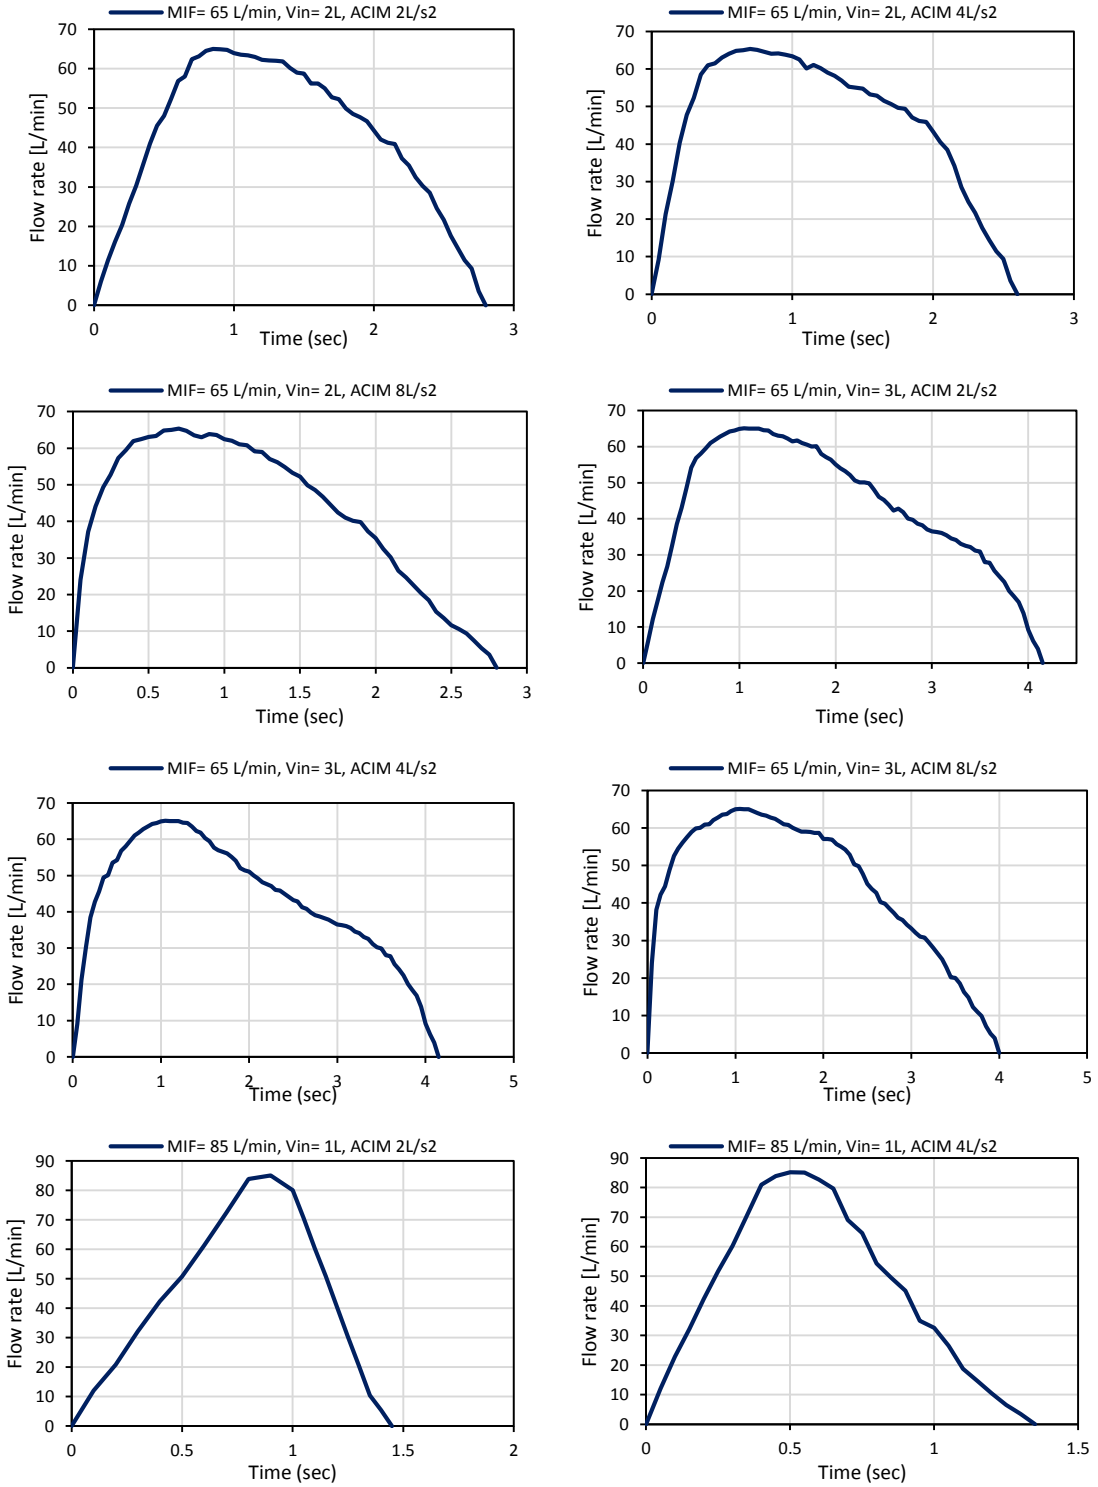 MIF= 65 L/min, Vin= 2L, ACIM 2L/s2
70
60
50
40
30
20
10
0
Flow rate [L/min]
0 1 2 3
Time (sec)
MIF= 65 L/min, Vin= 2L, ACIM 4L/s2
70
60
50
40
30
20
10
0
Flow rate [L/min]
0 1 2 3
Time (sec)
MIF= 65 L/min, Vin= 2L, ACIM 8L/s2
70
60
50
40
30
20
10
0
Flow rate [L/min]
0 0.5 1 1.5 2 2.5 3
Time (sec)
MIF= 65 L/min, Vin= 3L, ACIM 2L/s2
70
60
50
40
30
20
10
0
Flow rate [L/min]
0 1 2 3 4
Time (sec)
MIF= 65 L/min, Vin= 3L, ACIM 4L/s2
70
60
50
40
30
20
10
0
Flow rate [L/min]
0 1 2 3 4 5
Time (sec)
MIF= 65 L/min, Vin= 3L, ACIM 8L/s2
70
60
50
40
30
20
10
0
Flow rate [L/min]
0 1 2 3 4 5
Time (sec)
MIF= 85 L/min, Vin= 1L, ACIM 2L/s2
90
80
70
60
50
40
30
20
10
0
Flow rate [L/min]
0 0.5 1 1.5 2
Time (sec)
MIF= 85 L/min, Vin= 1L, ACIM 4L/s2
90
80
70
60
50
40
30
20
10
0
Flow rate [L/min]
0 0.5 1 1.5
Time (sec)